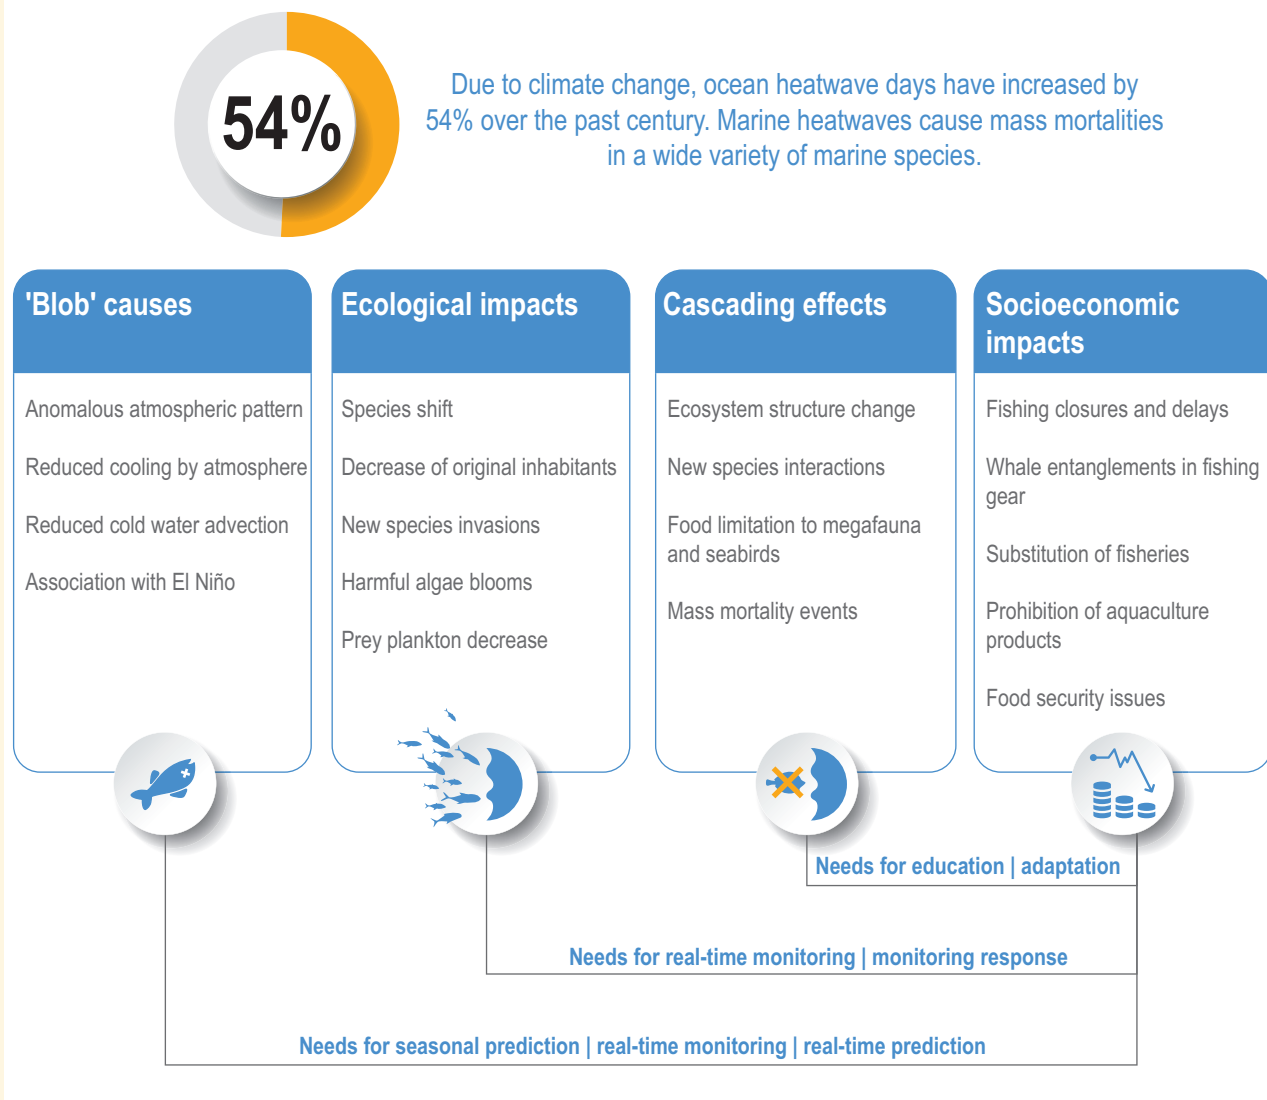 54%
Due to climate change, ocean heatwave days have increased by
54% over the past century. Marine heatwaves cause mass mortalities
in a wide variety of marine species.
'Blob' causes
Anomalous atmospheric pattern
Reduced cooling by atmosphere
Reduced cold water advection
Association with El Niño
Ecological impacts
Species shift
Decrease of original inhabitants
New species invasions
Harmful algae blooms
Prey plankton decrease
Cascading effects
Ecosystem structure change
New species interactions
Food limitation to megafauna
and seabirds
Mass mortality events
Socioeconomic
impacts
Fishing closures and delays
Whale entanglements in fishing
gear
Substitution of fisheries
Prohibition of aquaculture
products
Food security issues
Needs for education | adaptation
Needs for real-time monitoring | monitoring response
Needs for seasonal prediction | real-time monitoring | real-time prediction